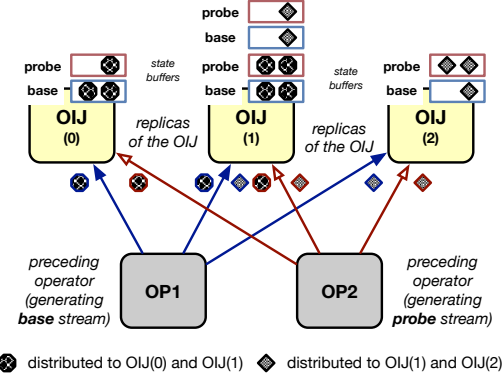 probe
base
probe
base
state
buffers
probe
base
state
buffers
probe
base
OIJ
(0)
replicas
of the OIJ
OIJ
(1)
replicas
of the OIJ
OIJ
(2)
preceding
operator
(generating
base stream)
OP1
OP2
preceding
operator
(generating
probe stream)
distributed to OIJ(0) and OIJ(1)
distributed to OIJ(1) and OIJ(2)